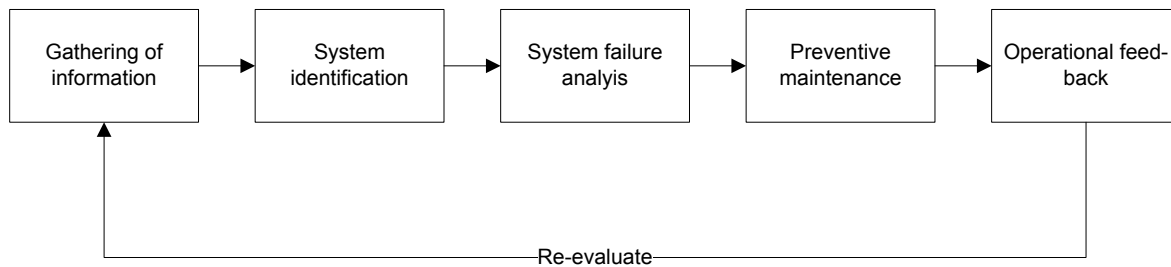 Gathering of
information
System
identification
System failure
analyis
Preventive
maintenance
Operational feed-
back
Re-evaluate